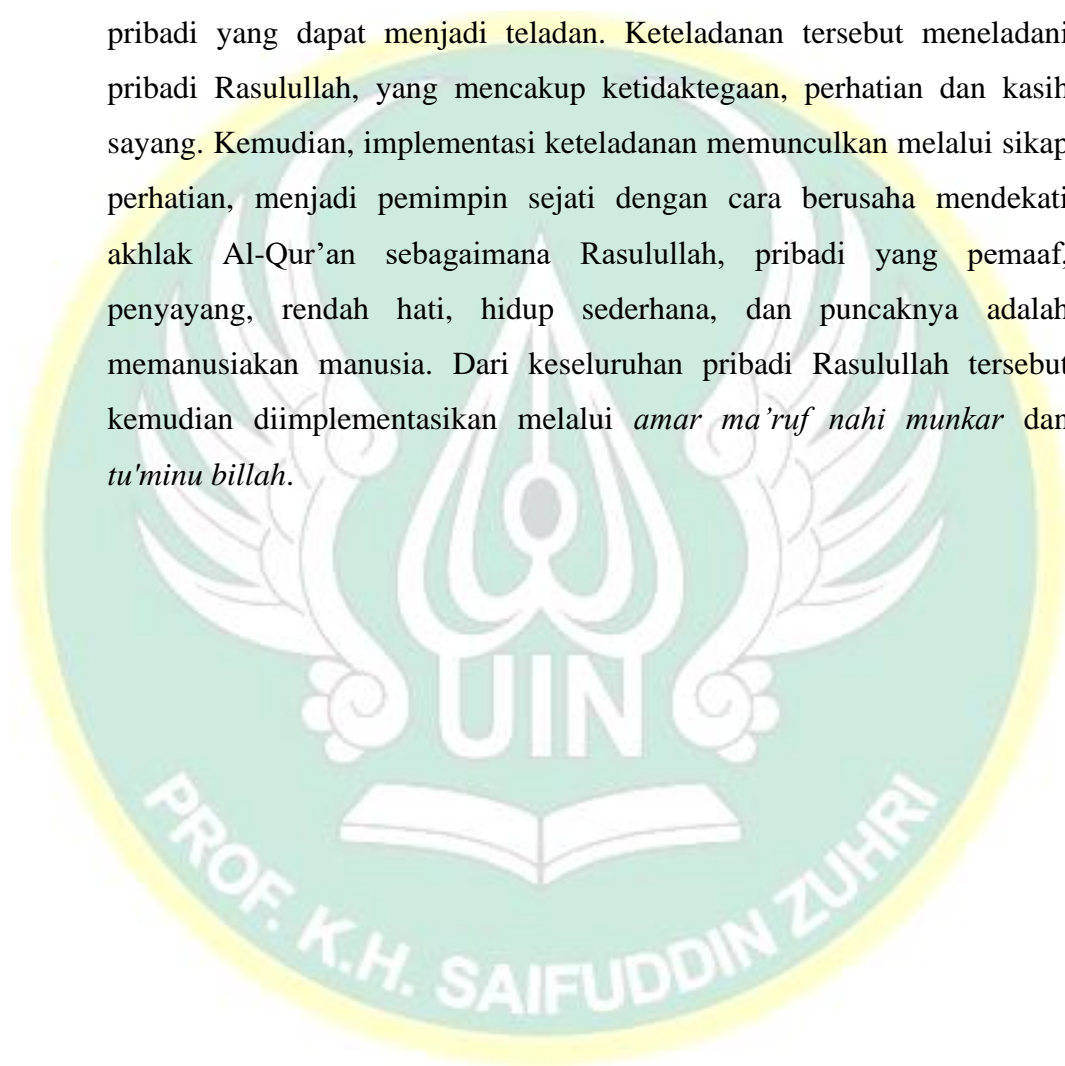 pribadi yang dapat menjadi teladan. Keteladanan tersebut meneladani
pribadi Rasulullah, yang mencakup ketidaktegaan, perhatian dan kasih
sayang. Kemudian, implementasi keteladanan memunculkan melalui sikap
perhatian, menjadi pemimpin sejati dengan cara berusaha mendekati
akhlak Al-Qur’an sebagaimana Rasulullah, pribadi yang pemaaf,
penyayang, rendah hati, hidup sederhana, dan puncaknya adalah
memanusiakan manusia. Dari keseluruhan pribadi Rasulullah tersebut
kemudian diimplementasikan melalui amar ma’ruf nahi munkar dan
tu'minu billah.
UIN
PROF. K.H. SAIFUDDIN ZUHRI